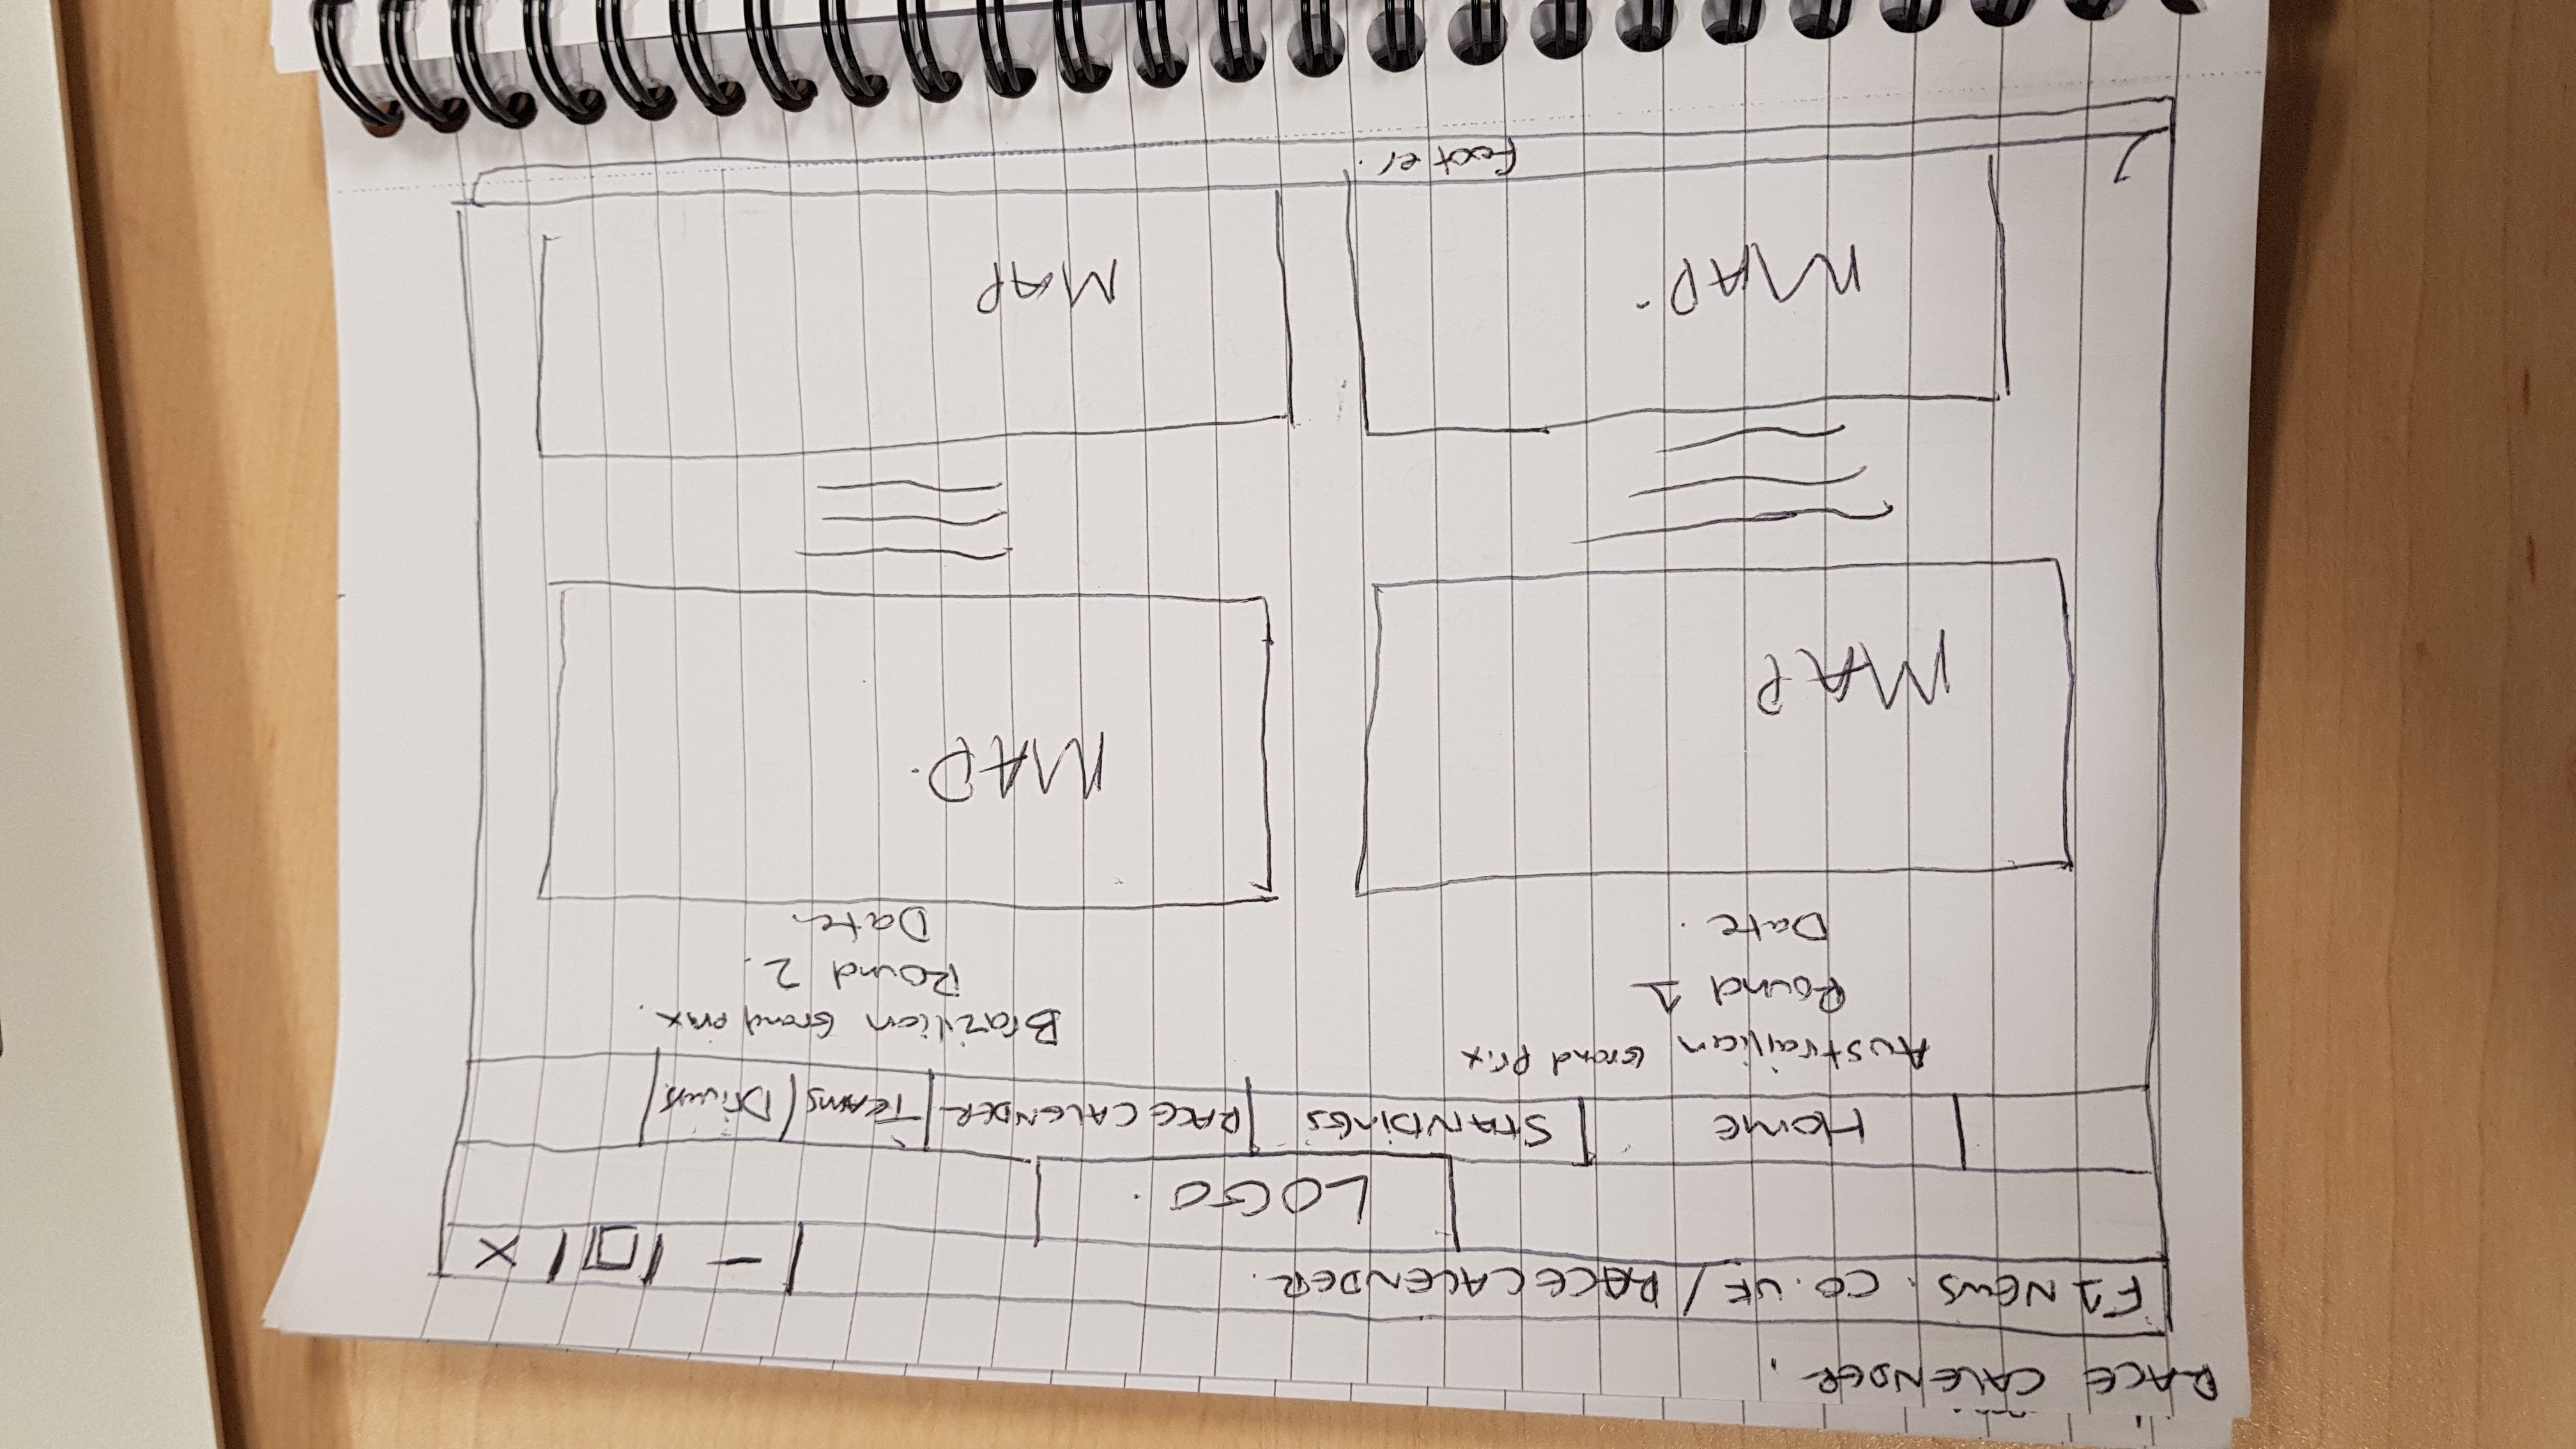 RACE CALENDER.
F1NEWS.CO.UK/RACECALENDER.
- □ X
LOGO.
Home STANDINGS RACE CALENDER TEAMS Drivers
Austrailian Grand Prix
Round 1
Date.
Brazilian Grand Prix.
Round 2.
Date.
MAP
MAP.
MAP.
MAP
footer.